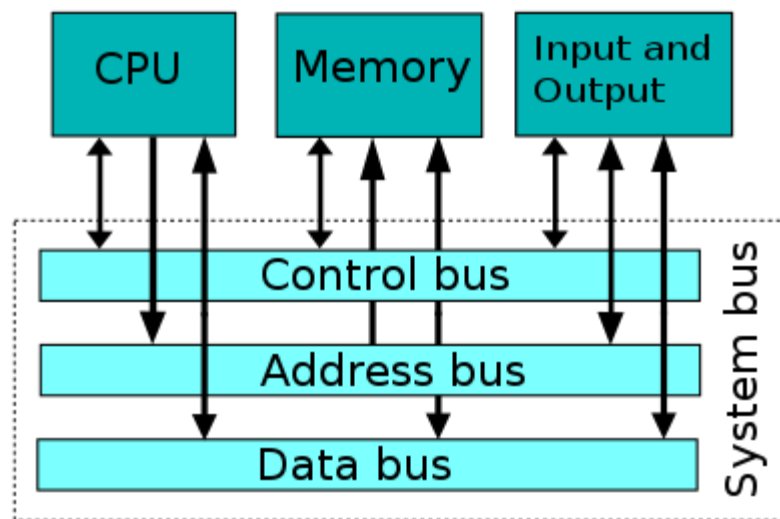 CPU
Memory
Input and
Output
Control bus
Address bus
Data bus
System bus